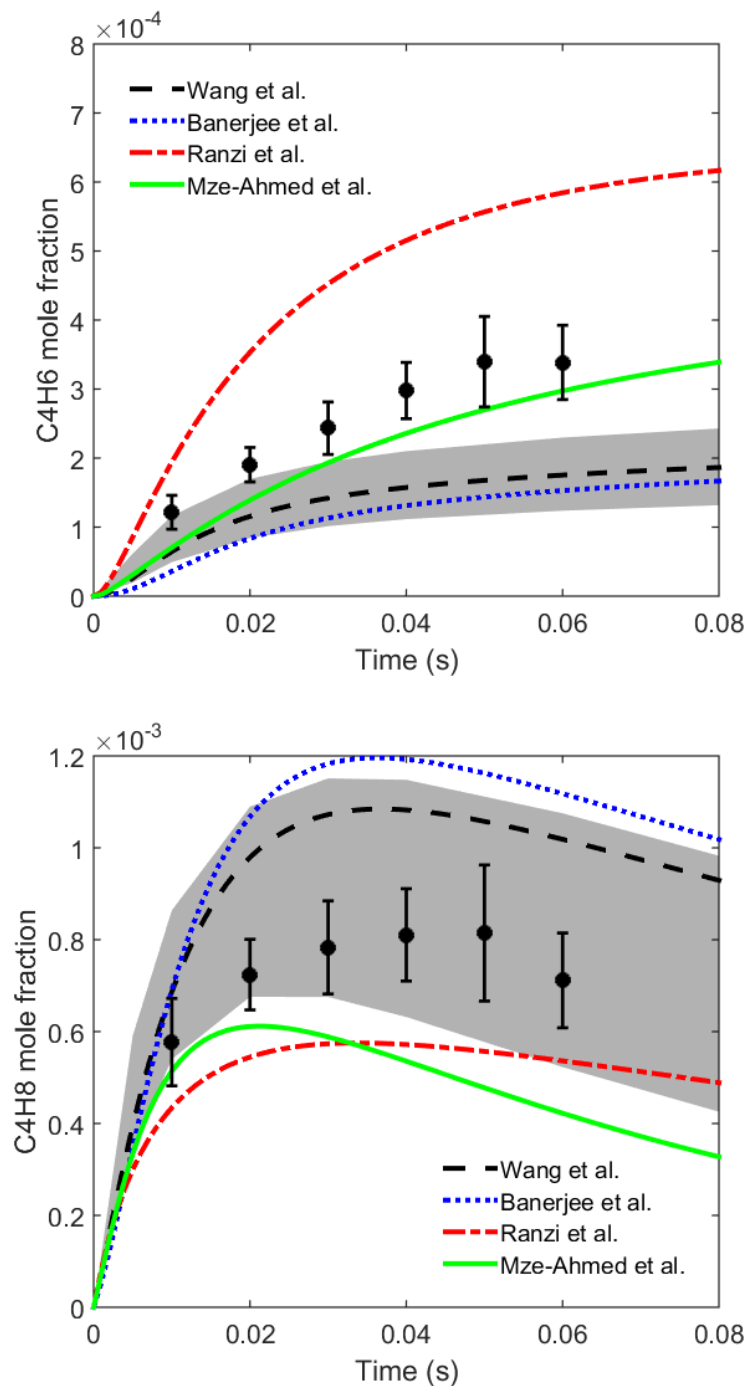 ×10⁻⁴
8
7
6
5
4
3
2
1
0
C4H6 mole fraction
Wang et al.
Banerjee et al.
Ranzi et al.
Mze-Ahmed et al.
0 0.02 0.04 0.06 0.08
Time (s)
×10⁻³
1.2
1
0.8
0.6
0.4
0.2
0
C4H8 mole fraction
Wang et al.
Banerjee et al.
Ranzi et al.
Mze-Ahmed et al.
0 0.02 0.04 0.06 0.08
Time (s)